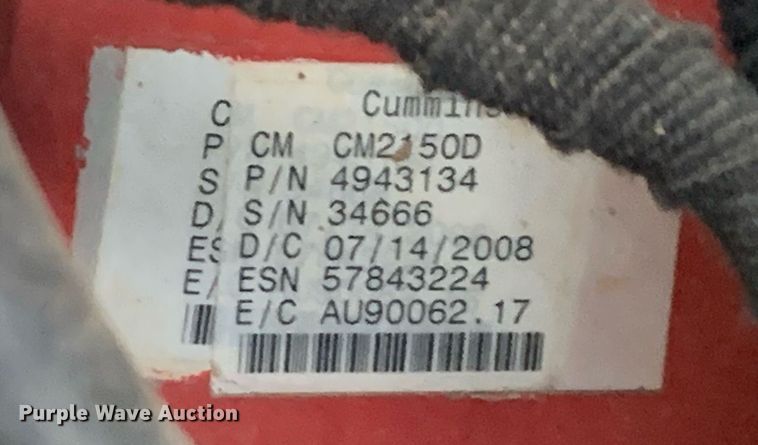 Cummins
C
P CM CM2150D
S P/N 4943134
D/ S/N 34666
ES D/C 07/14/2008
E/ ESN 57843224
E/C AU90062.17
Purple Wave Auction